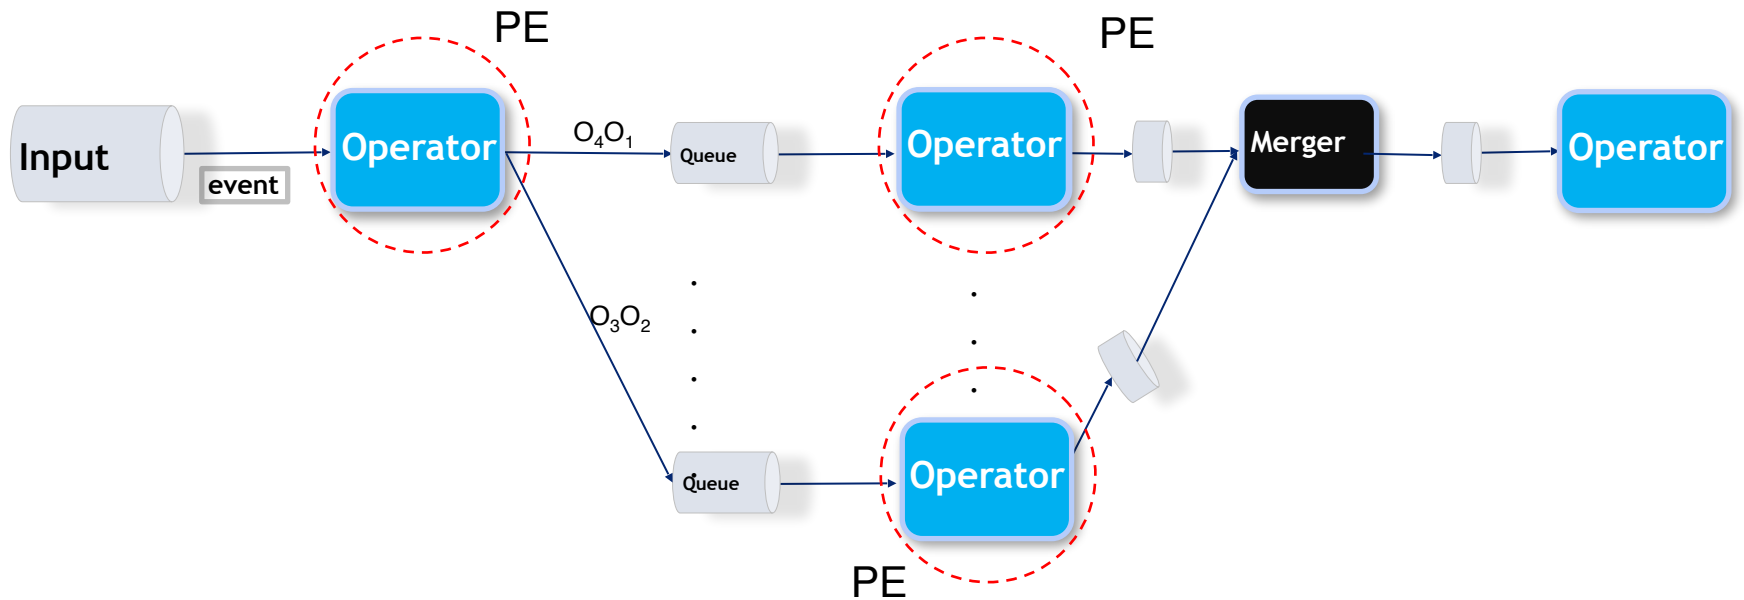 PE
PE
Input
event
Operator
O₄O₁
Queue
Operator
Merger
Operator
O₃O₂
Queue
Operator
PE